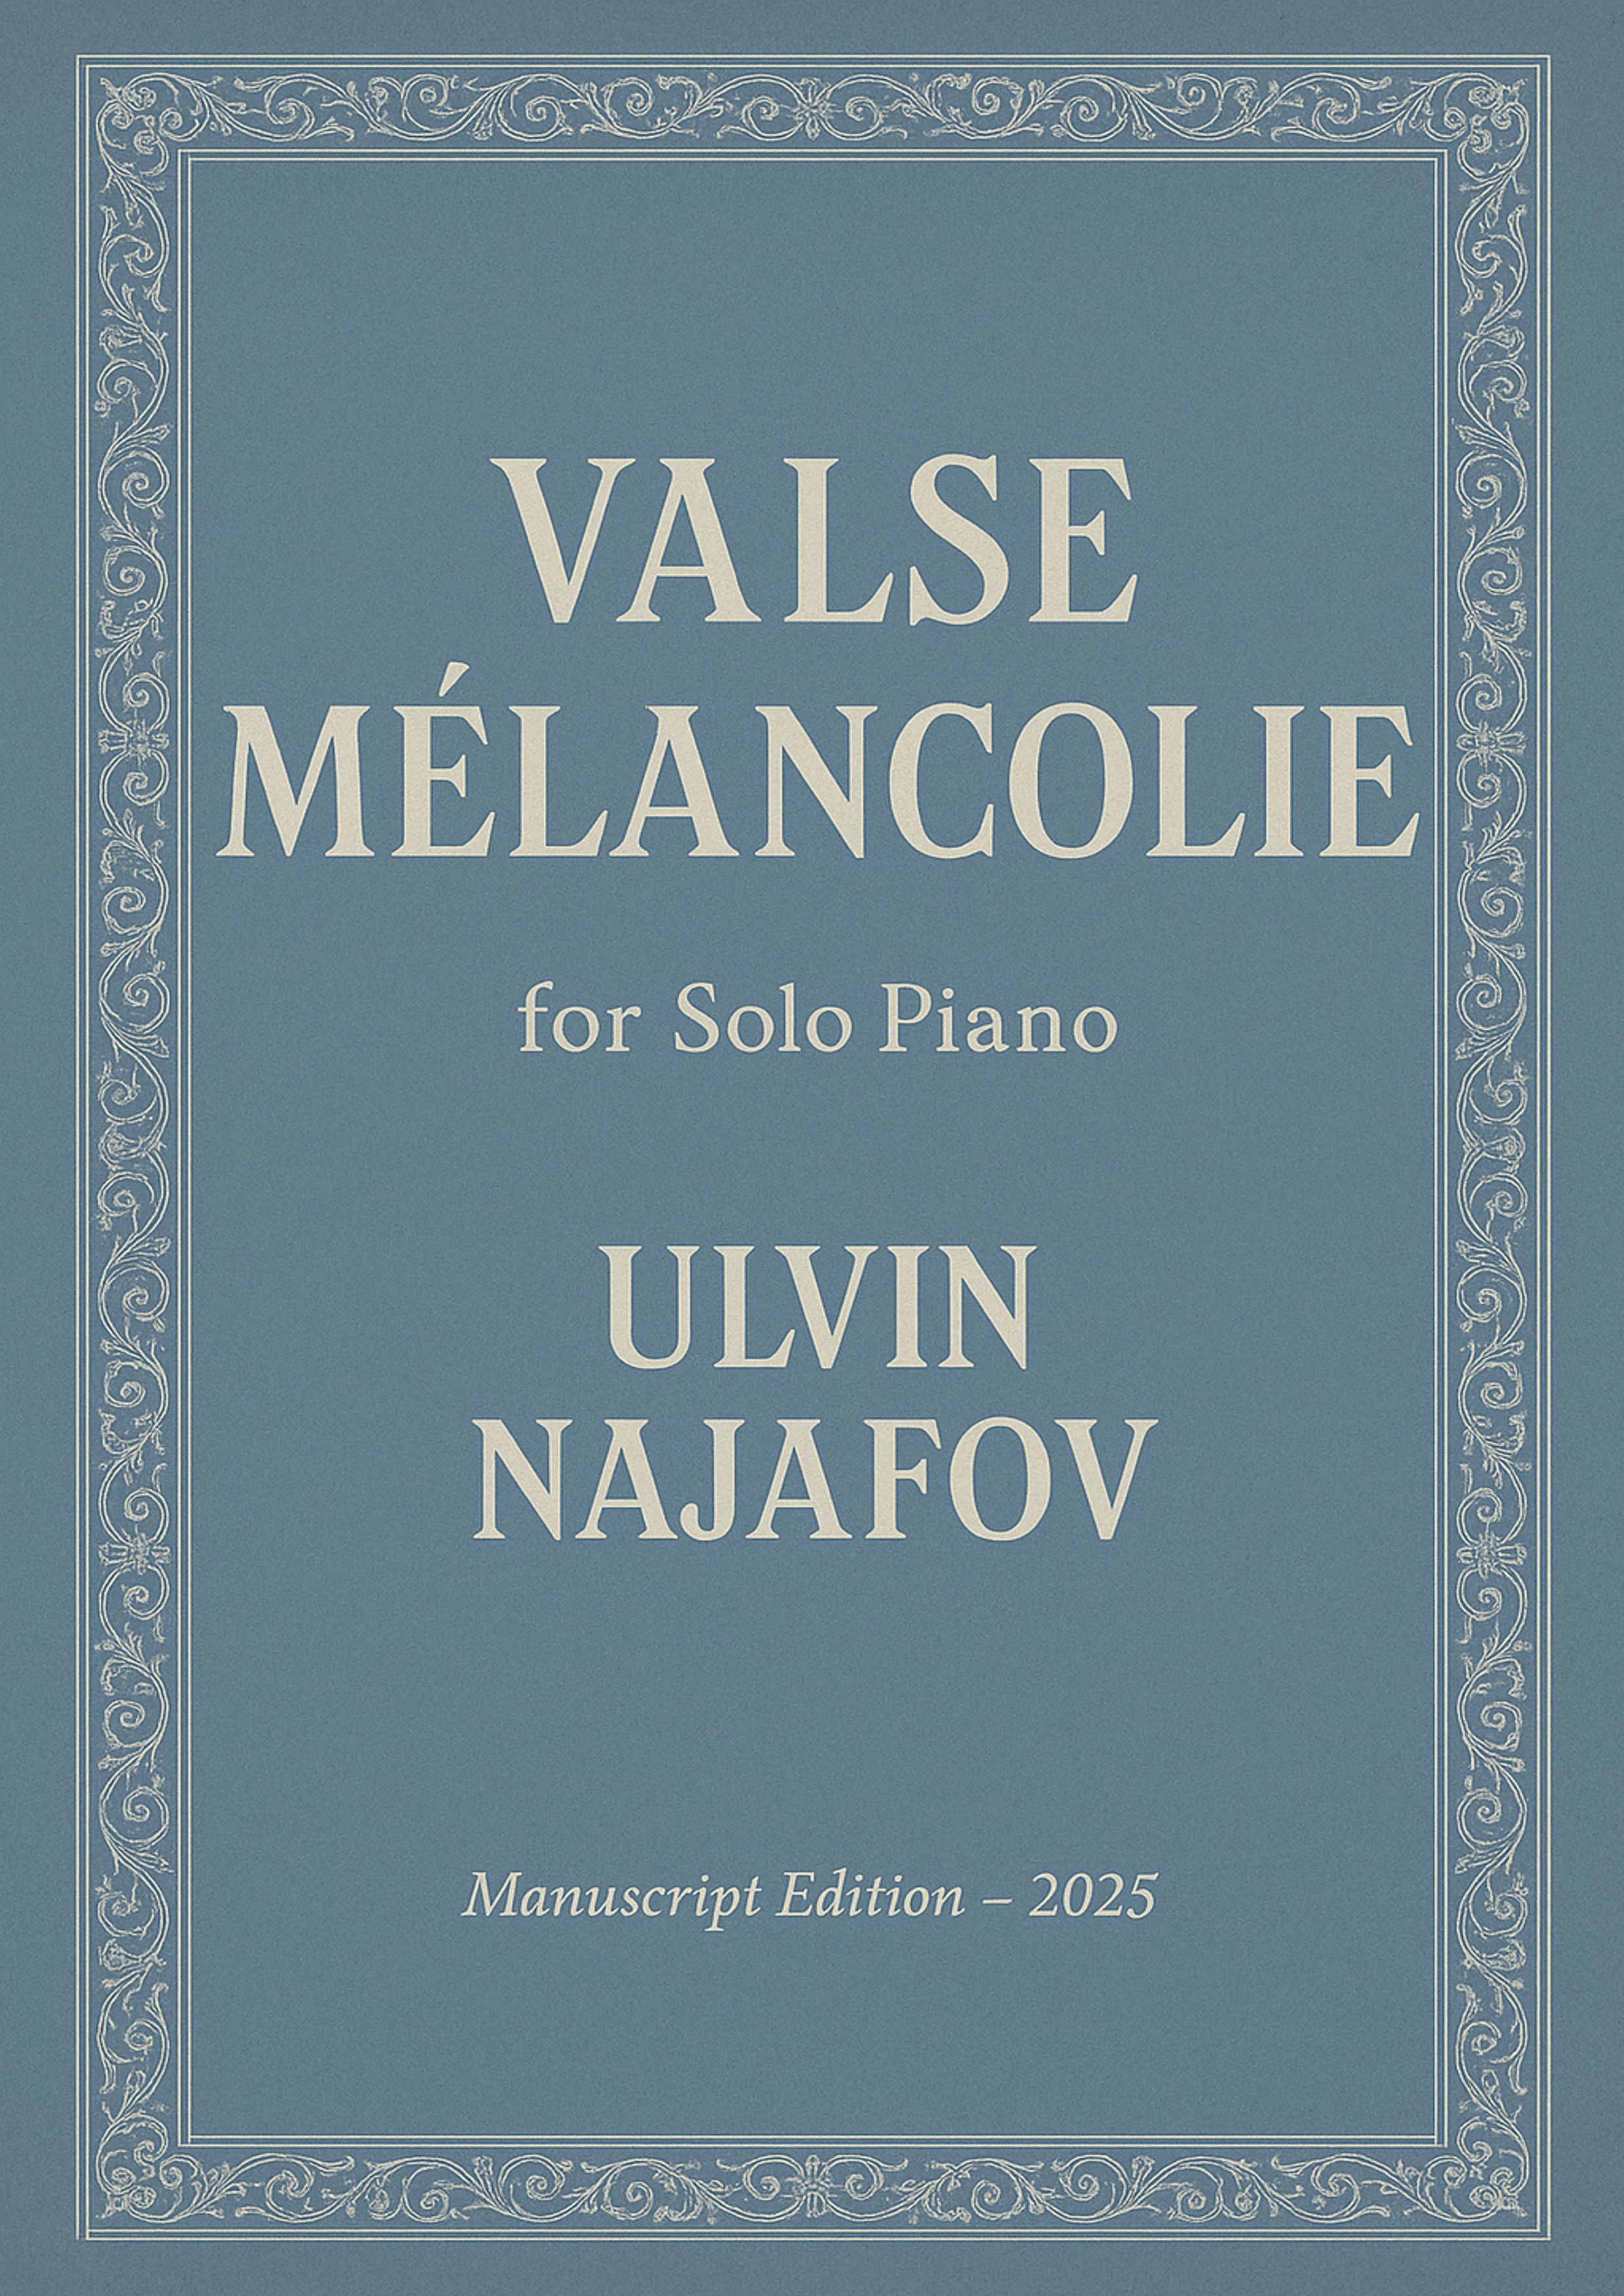 VALSE
MÉLANCOLIE
for Solo Piano
ULVIN
NAJAFOV
Manuscript Edition – 2025